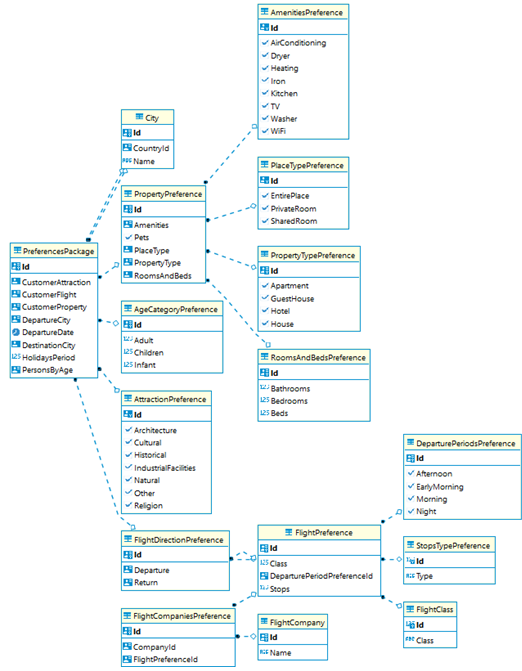 AmenitiesPreference
Id
AirConditioning
Dryer
Heating
Iron
Kitchen
TV
Washer
WiFi
City
Id
CountryId
Name
PlaceTypePreference
Id
EntirePlace
PrivateRoom
SharedRoom
PropertyPreference
Id
Amenities
Pets
PlaceType
PropertyType
RoomsAndBeds
PreferencesPackage
Id
CustomerAttraction
CustomerFlight
CustomerProperty
DepartureCity
DepartureDate
DestinationCity
HolidaysPeriod
PersonsByAge
PropertyTypePreference
Id
Apartment
GuestHouse
Hotel
House
AgeCategoryPreference
Id
Adult
Children
Infant
RoomsAndBedsPreference
Id
Bathrooms
Bedrooms
Beds
AttractionPreference
Id
Architecture
Cultural
Historical
IndustrialFacilities
Natural
Other
Religion
DeparturePeriodsPreference
Id
Afternoon
EarlyMorning
Morning
Night
FlightDirectionPreference
Id
Departure
Return
FlightPreference
Id
Class
DeparturePeriodPreferenceId
Stops
StopsTypePreference
Id
Type
FlightCompaniesPreference
Id
CompanyId
FlightPreferenceId
FlightCompany
Id
Name
FlightClass
Id
Class